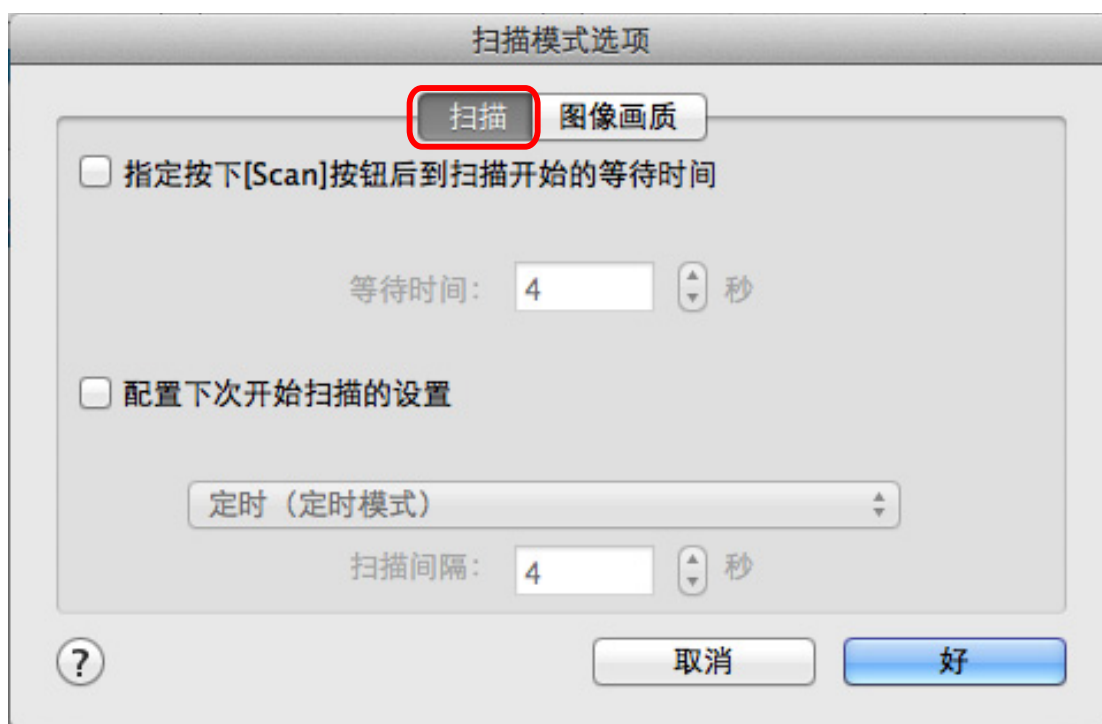 扫描模式选项
扫描 图像画质
指定按下[Scan]按钮后到扫描开始的等待时间
等待时间： 4 秒
配置下次开始扫描的设置
定时（定时模式）
扫描间隔： 4 秒
? 取消 好